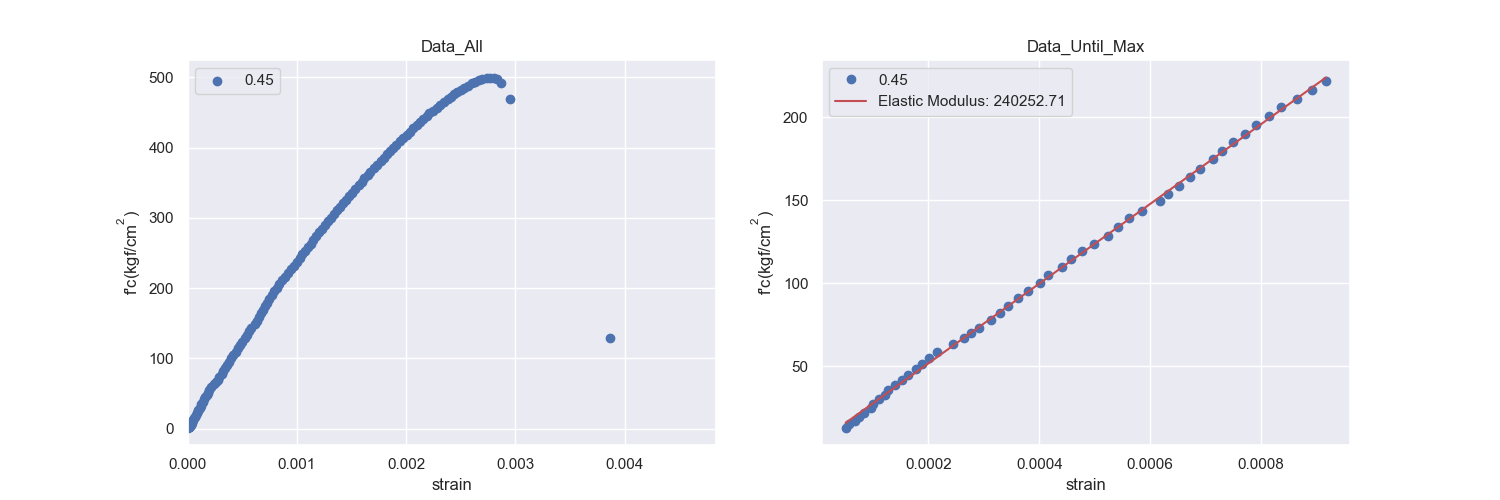 Data_All
0.45
500
400
300
200
100
0
f'c(kgf/cm²)
0.000 0.001 0.002 0.003 0.004
strain
Data_Until_Max
0.45
Elastic Modulus: 240252.71
200
150
100
50
f'c(kgf/cm²)
0.0002 0.0004 0.0006 0.0008
strain